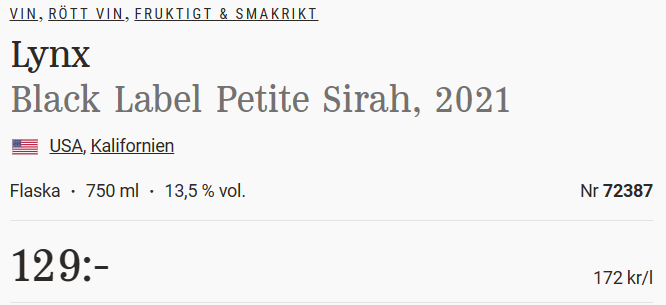 VIN, RÖTT VIN, FRUKTIGT & SMAKRIKT
Lynx
Black Label Petite Sirah, 2021
USA, Kalifornien
Flaska · 750 ml · 13,5 % vol. Nr 72387
129:- 172 kr/l